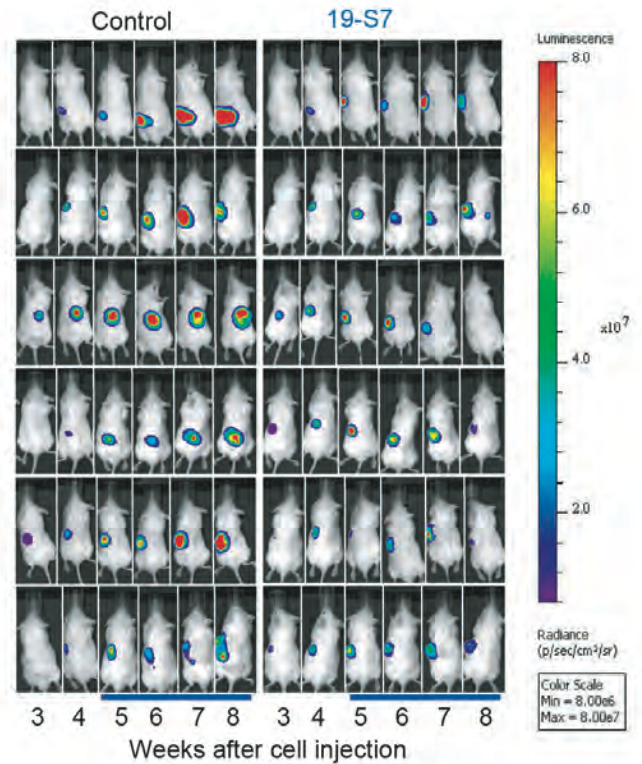 Control
19-S7
Luminescence
8.0
6.0
x10⁷
4.0
2.0
Radiance
(p/sec/cm²/sr)
Color Scale
Min = 8.00e6
Max = 8.00e7
3 4 5 6 7 8 3 4 5 6 7 8
Weeks after cell injection